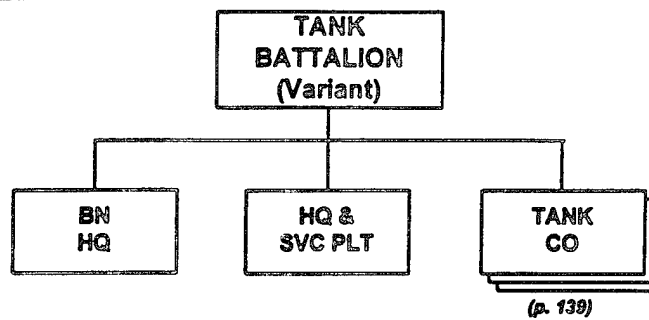 TANK
BATTALION
(Variant)
BN
HQ
HQ &
SVC PLT
TANK
CO
(p. 139)